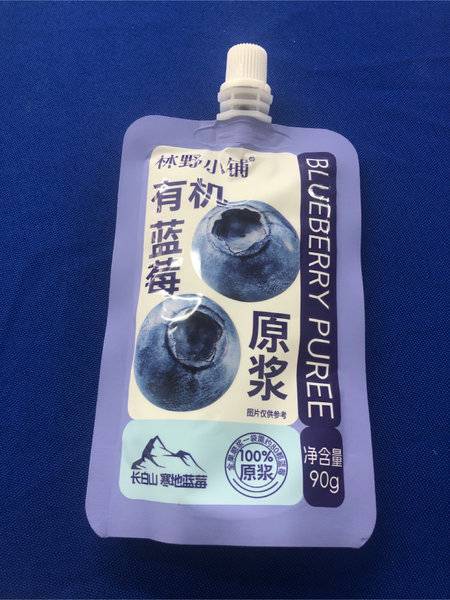 林野小铺®
有机
蓝莓
原浆
图片仅供参考
BLUEBERRY PUREE
净含量
90g
长白山 寒地蓝莓
100%
原浆